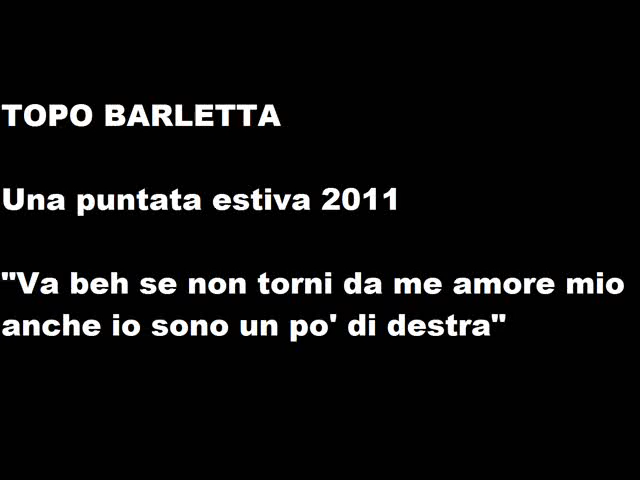 TOPO BARLETTA
Una puntata estiva 2011
"Va beh se non torni da me amore mio
anche io sono un po' di destra"